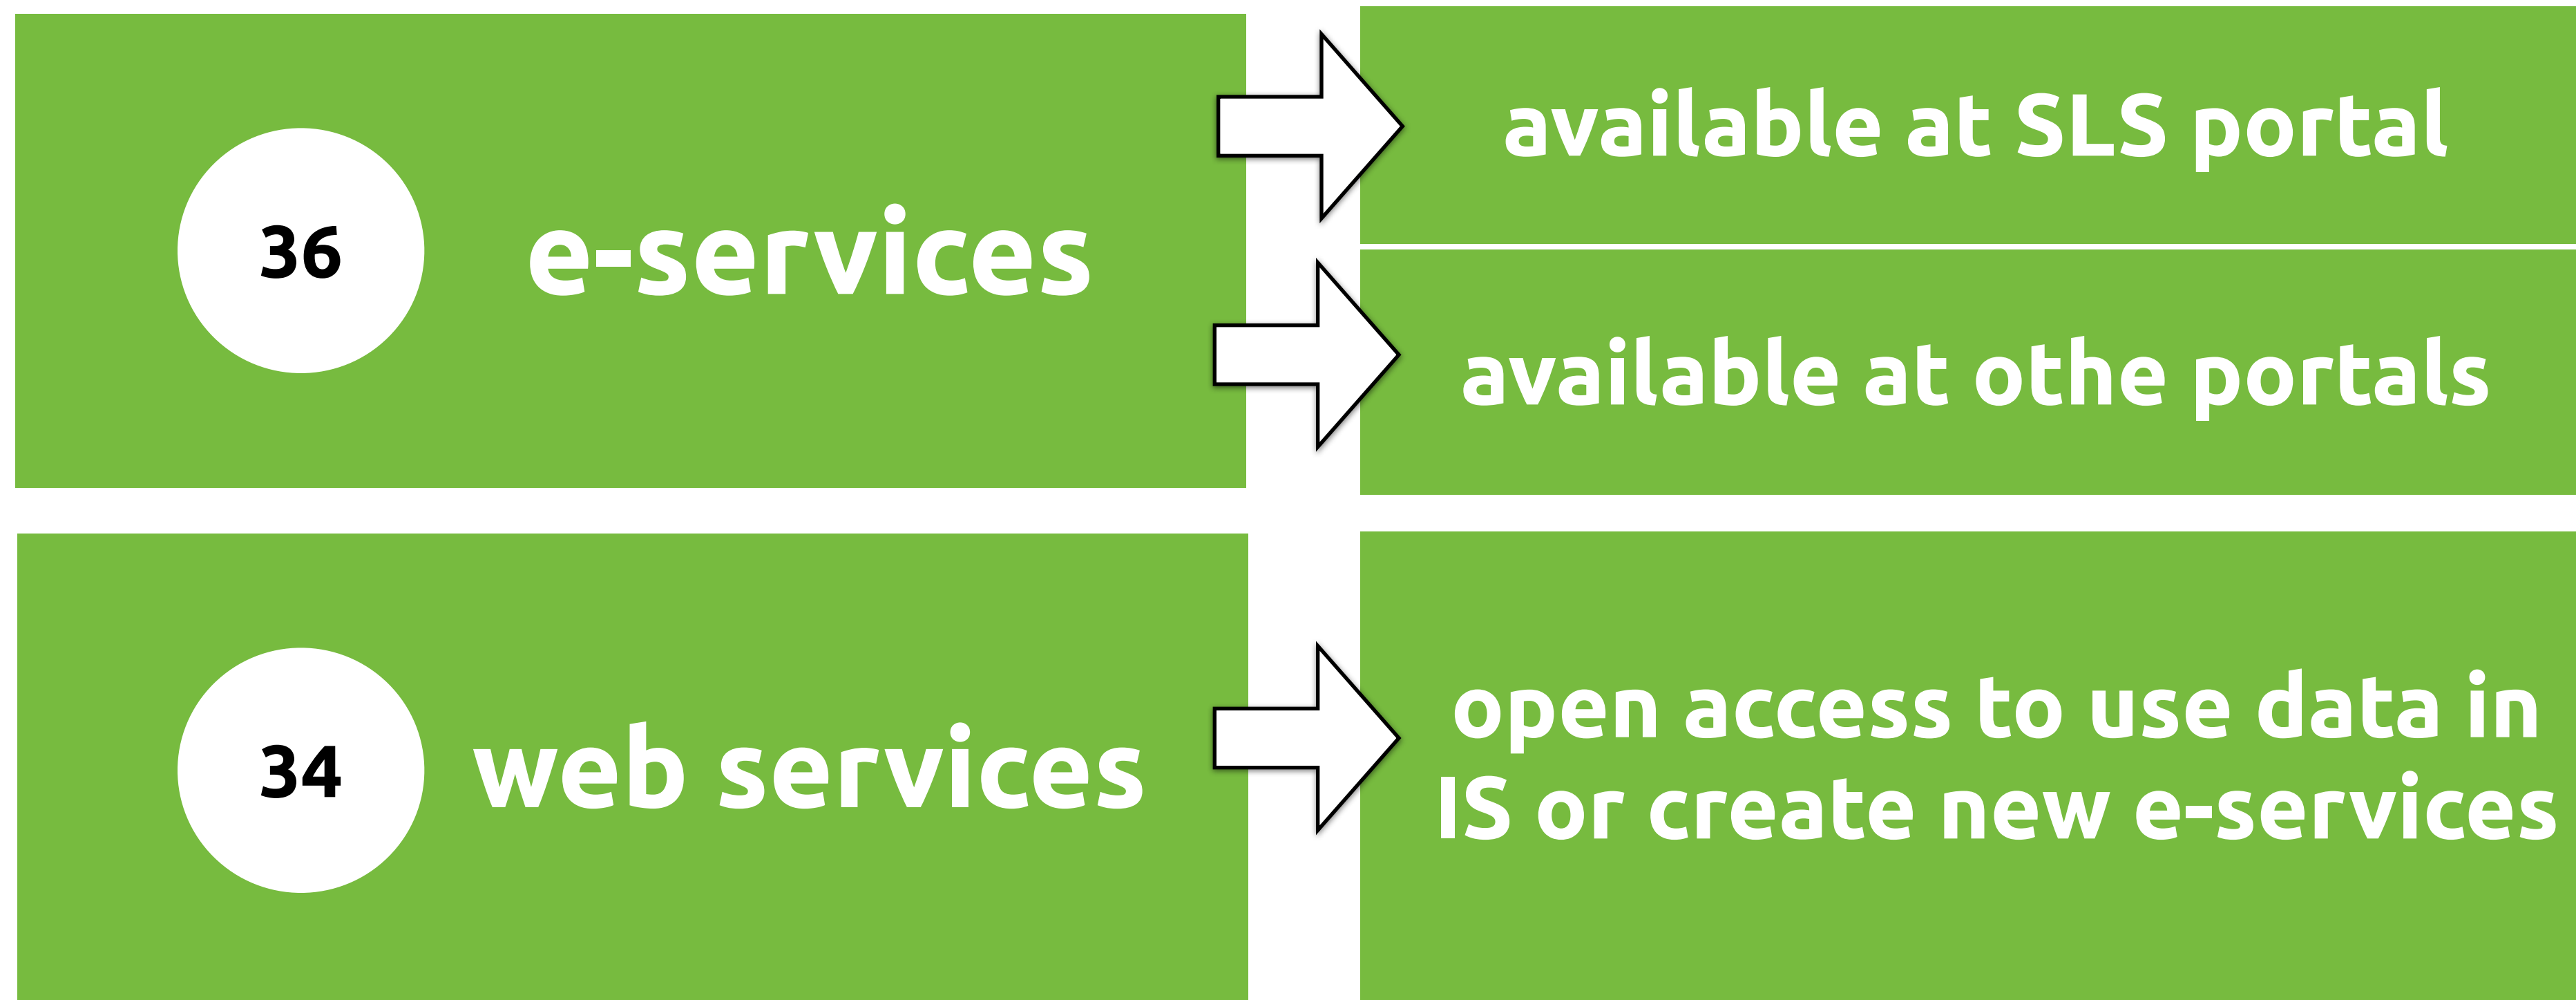 36
e-services
available at SLS portal
available at othe portals
34
web services
open access to use data in
IS or create new e-services